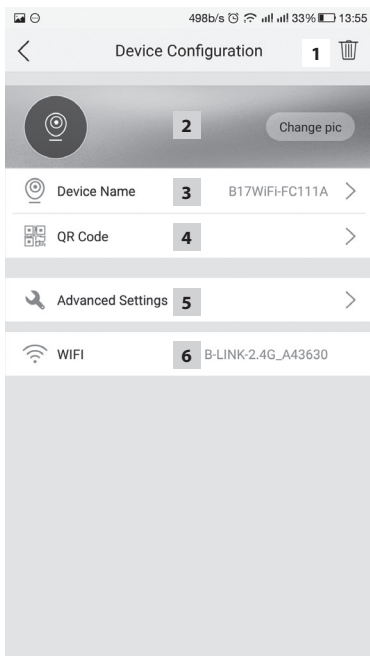 498b/s 33% 13:55
Device Configuration 1
2 Change pic
Device Name 3 B17WiFi-FC111A
QR Code 4
Advanced Settings 5
WIFI 6 B-LINK-2.4G_A43630